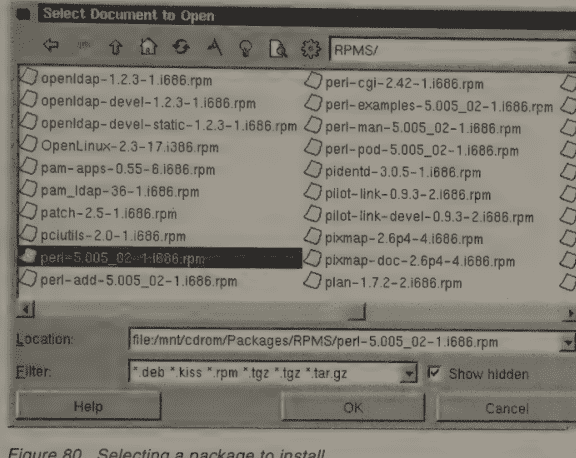 Select Document to Open
RPMS/
openldap-1.2.3-1.i686.rpm
openldap-devel-1.2.3-1.i686.rpm
openldap-devel-static-1.2.3-1.i686.rpm
OpenLinux-2.3-17.i386.rpm
pam-apps-0.55-6.i686.rpm
pam_ldap-36-1.i686.rpm
patch-2.5-1.i686.rpm
pciutils-2.0-1.i686.rpm
perl-5.005_02-1.i686.rpm
perl-add-5.005_02-1.i686.rpm
perl-cgi-2.42-1.i686.rpm
perl-examples-5.005_02-1.i686.rpm
perl-man-5.005_02-1.i686.rpm
perl-pod-5.005_02-1.i686.rpm
pidentd-3.0.5-1.i686.rpm
pilot-link-0.9.3-2.i686.rpm
pilot-link-devel-0.9.3-2.i686.rpm
pixmap-2.6p4-4.i686.rpm
pixmap-doc-2.6p4-4.i686.rpm
plan-1.7.2-2.i686.rpm
Location: file:/mnt/cdrom/Packages/RPMS/perl-5.005_02-1.i686.rpm
Filter: *.deb *.kiss *.rpm *.tgz *.tgz *.tar.gz Show hidden
Help OK Cancel
Figure 80. Selecting a package to install